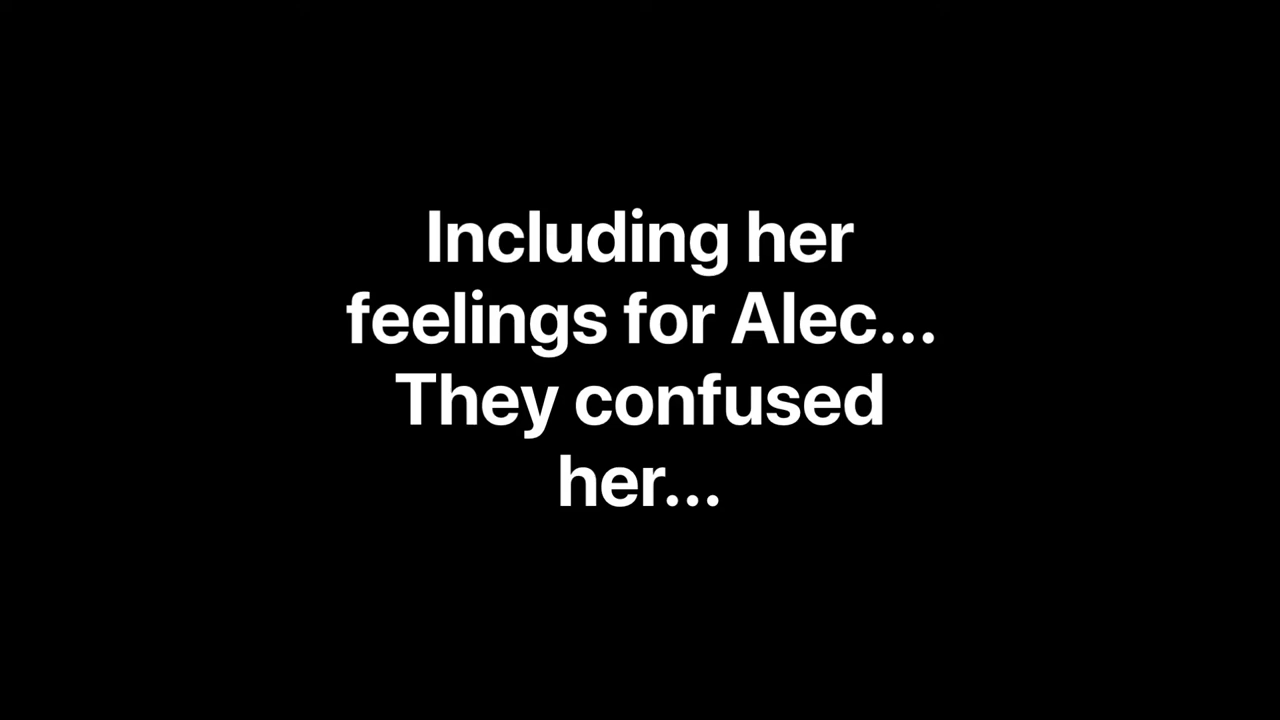 Including her
feelings for Alec...
They confused
her...